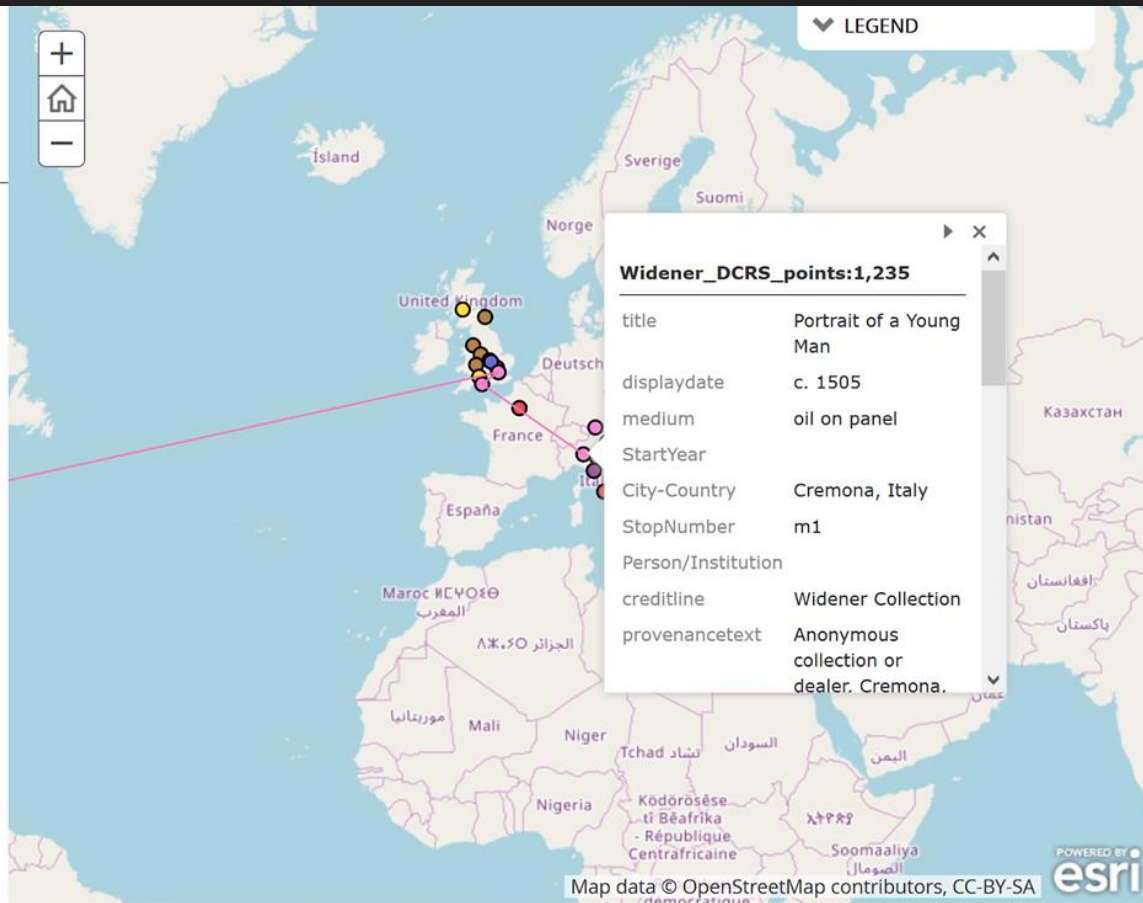 +
−
LEGEND
Ísland
Sverige
Suomi
Norge
United Kingdom
Deutsch
France
España
Казахстан
Widener_DCRS_points:1,235
title Portrait of a Young
Man
displaydate c. 1505
medium oil on panel
StartYear
City-Country Cremona, Italy
StopNumber m1
Person/Institution
creditline Widener Collection
provenancetext Anonymous
collection or
dealer, Cremona,
nistan
افغانستان
پاکستان
Maroc ⵍⵎⵖⵔⵉⴱ
المغرب
الجزائر
موريتانيا
Mali
Niger
Tchad تشاد
السودان
اليمن
عمان
Nigeria
Ködörösêse
tî Bêafrîka
- République
Centrafricaine
Soomaaliya
الصومال
démocratique
Map data © OpenStreetMap contributors, CC-BY-SA
POWERED BY
esri